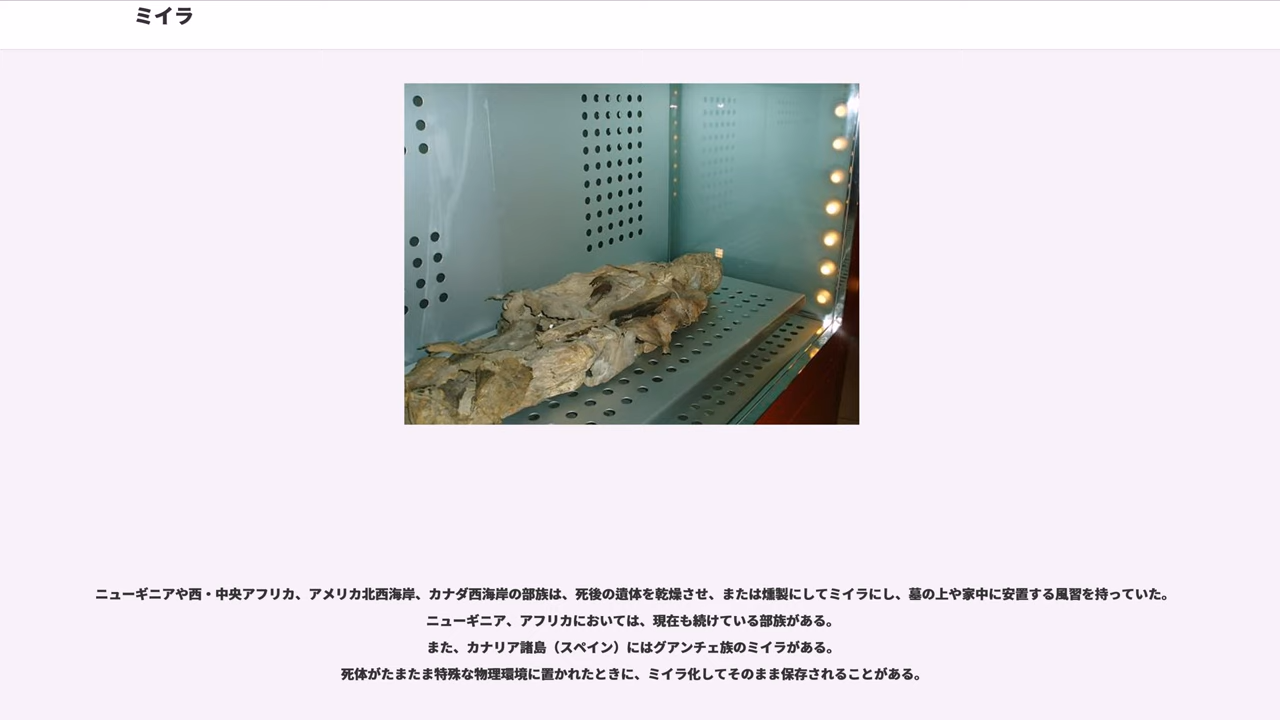 ミイラ
ニューギニアや西・中央アフリカ、アメリカ北西海岸、カナダ西海岸の部族は、死後の遺体を乾燥させ、または燻製にしてミイラにし、墓の上や家中に安置する風習を持っていた。
ニューギニア、アフリカにおいては、現在も続けている部族がある。
また、カナリア諸島（スペイン）にはグアンチェ族のミイラがある。
死体がたまたま特殊な物理環境に置かれたときに、ミイラ化してそのまま保存されることがある。